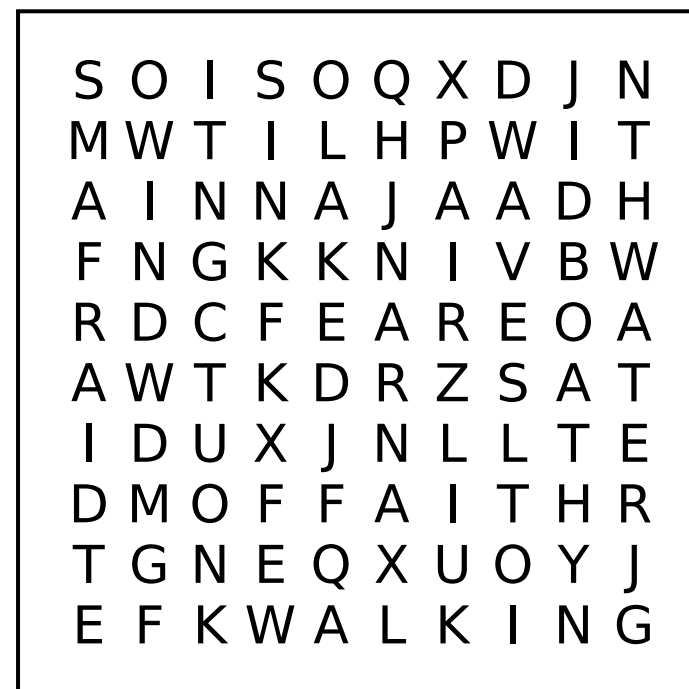 S O I S O Q X D J N
M W T I L H P W I T
A I N N A J A A D H
F N G K K N I V B W
R D C F E A R E O A
A W T K D R Z S A T
I D U X J N L L T E
D M O F F A I T H R
T G N E Q X U O Y J
E F K W A L K I N G